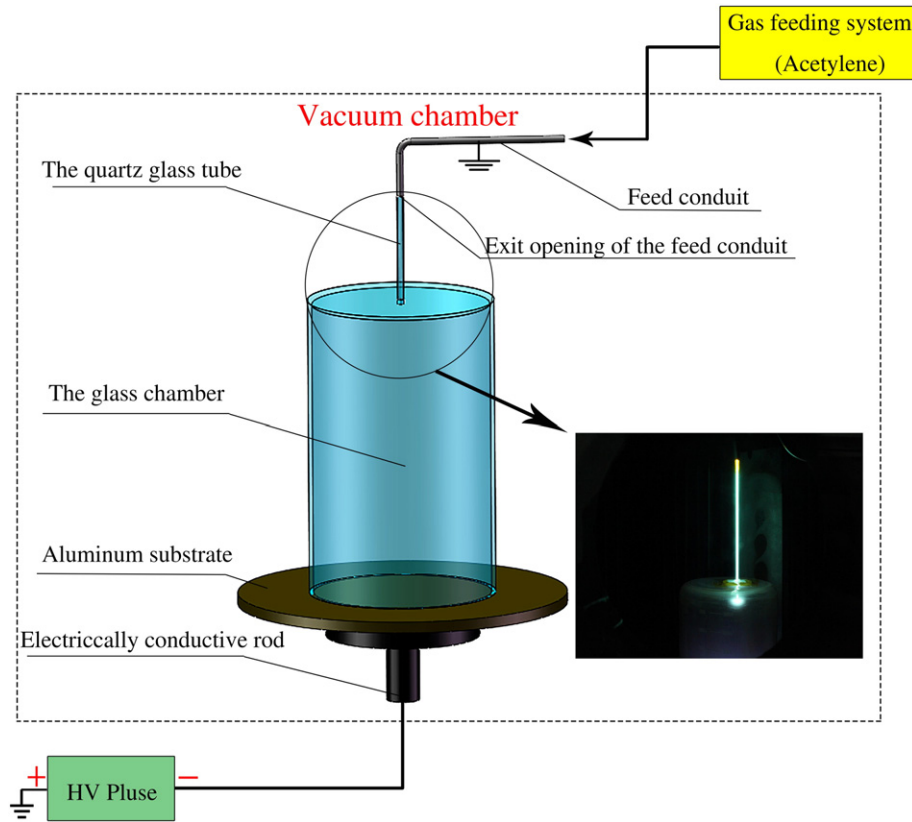 Gas feeding system
(Acetylene)
Vacuum chamber
The quartz glass tube
Feed conduit
Exit opening of the feed conduit
The glass chamber
Aluminum substrate
Electriccally conductive rod
+
−
HV Pluse